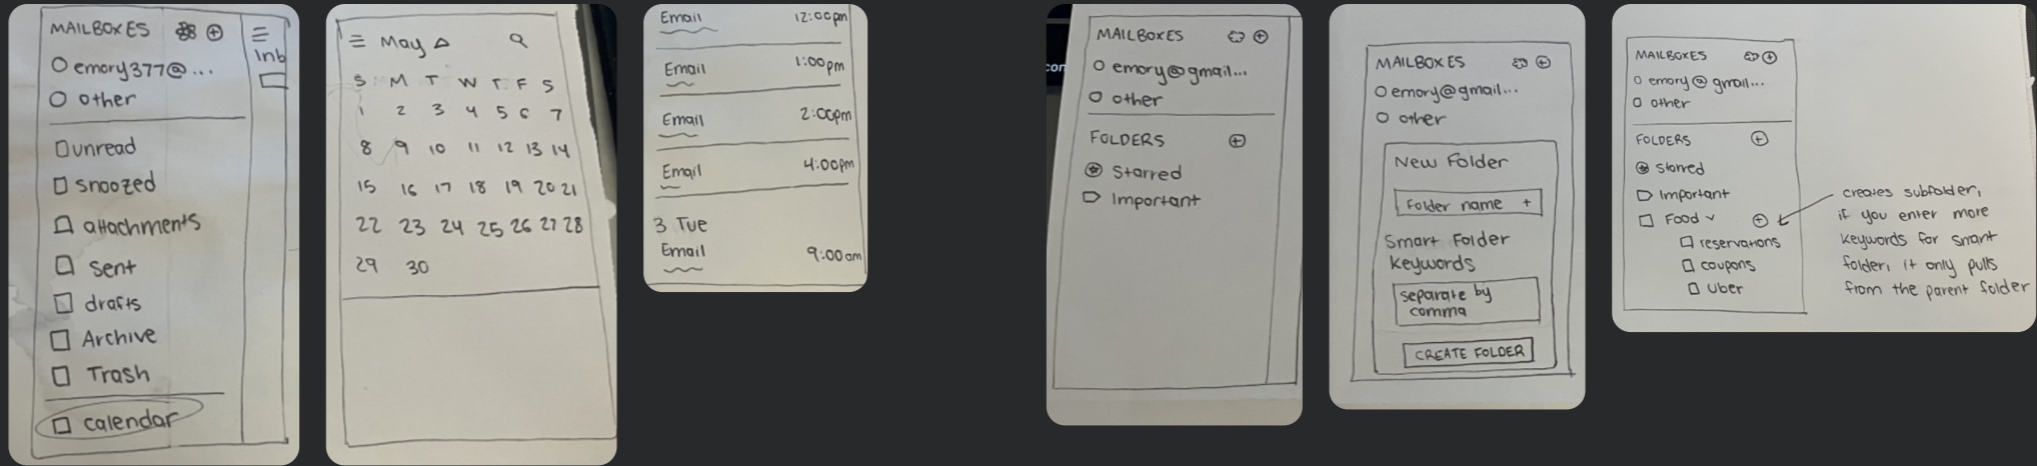 MAILBOXES
emory377@...
other
unread
snoozed
attachments
sent
drafts
Archive
Trash
calendar
Inb
May
S M T W T F S
1 2 3 4 5 6 7
8 9 10 11 12 13 14
15 16 17 18 19 20 21
22 23 24 25 26 27 28
29 30
Email 12:00pm
Email 1:00pm
Email 2:00pm
Email 4:00pm
3 Tue
Email 9:00am
con
MAILBOXES
emory@gmail...
other
FOLDERS
Starred
Important
MAILBOXES
emory@gmail...
other
New Folder
Folder name +
Smart Folder
keywords
separate by
comma
CREATE FOLDER
MAILBOXES
emory@gmail...
other
FOLDERS
Starred
Important
Food
reservations
coupons
Uber
creates subfolder,
if you enter more
keywords for smart
folder, it only pulls
from the parent folder